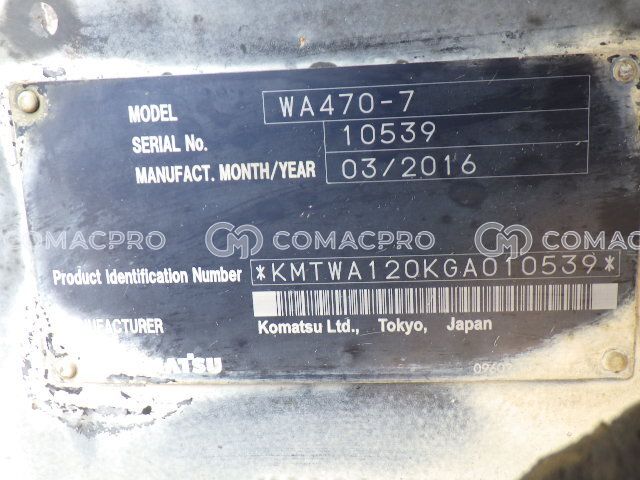 MODEL WA470-7
SERIAL No. 10539
MANUFACT. MONTH/YEAR 03/2016
COMACPRO COMACPRO COMACPRO
Product Identification Number *KMTWA120KGA010539*
Komatsu Ltd., Tokyo, Japan